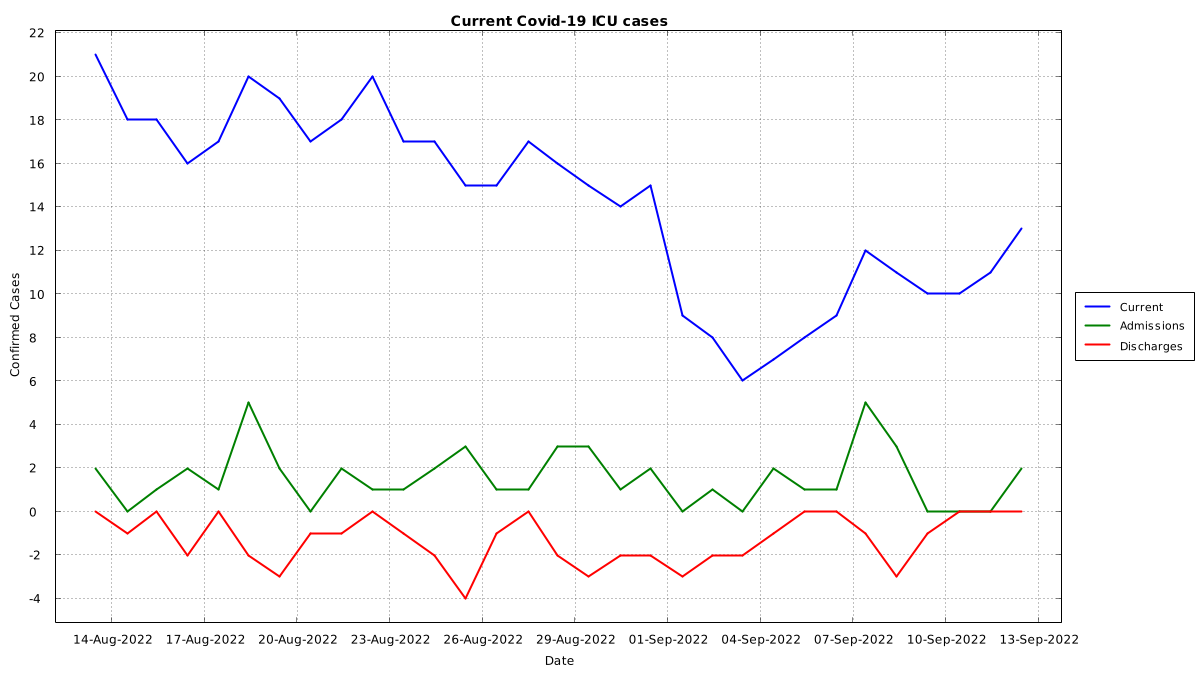 Current Covid-19 ICU cases
22
20
18
16
14
12
10
8
6
4
2
0
-2
-4
Confirmed Cases
14-Aug-2022 17-Aug-2022 20-Aug-2022 23-Aug-2022 26-Aug-2022 29-Aug-2022 01-Sep-2022 04-Sep-2022 07-Sep-2022 10-Sep-2022 13-Sep-2022
Date
Current
Admissions
Discharges